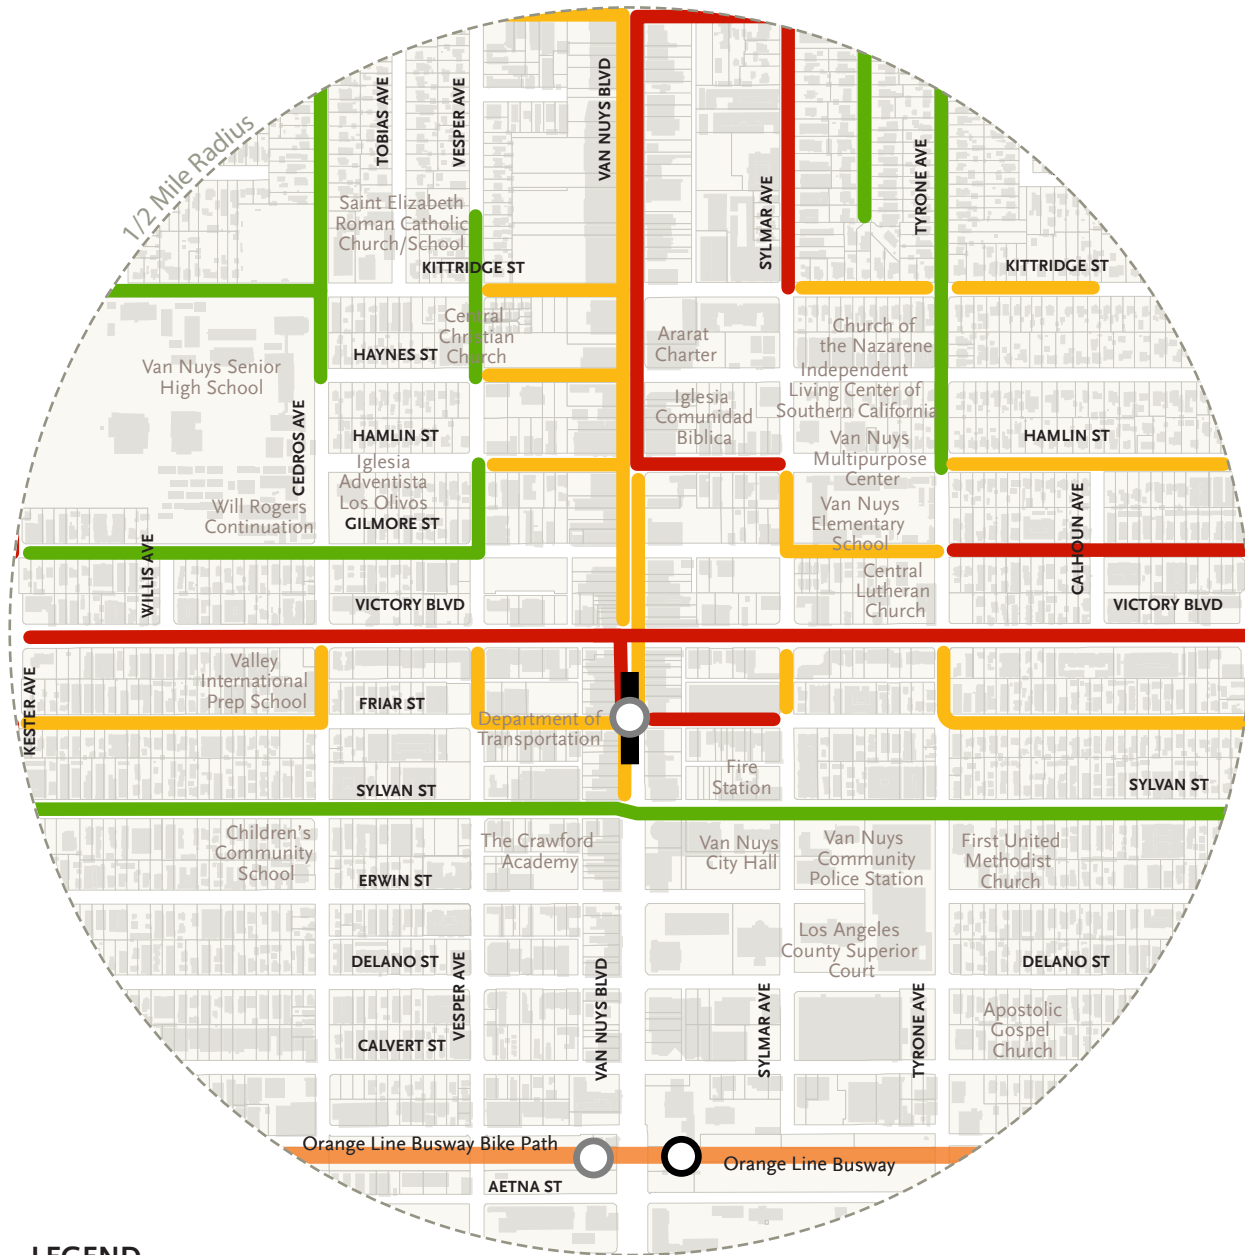 1/2 Mile Radius
TOBIAS AVE
VESPER AVE
VAN NUYS BLVD
SYLMAR AVE
TYRONE AVE
Saint Elizabeth
Roman Catholic
Church/School
KITTRIDGE ST
KITTRIDGE ST
Central
Christian
Church
HAYNES ST
Van Nuys Senior
High School
Ararat
Charter
Church of
the Nazarene
Independent
Living Center of
Southern California
Iglesia
Comunidad
Biblica
CEDROS AVE
HAMLIN ST
HAMLIN ST
Van Nuys
Multipurpose
Center
Iglesia
Adventista
Los Olivos
Will Rogers
Continuation
GILMORE ST
Van Nuys
Elementary
School
CALHOUN AVE
WILLIS AVE
Central
Lutheran
Church
VICTORY BLVD
VICTORY BLVD
KESTER AVE
Valley
International
Prep School
FRIAR ST
Department of
Transportation
Fire
Station
SYLVAN ST
SYLVAN ST
Children's
Community
School
The Crawford
Academy
Van Nuys
City Hall
Van Nuys
Community
Police Station
First United
Methodist
Church
ERWIN ST
Los Angeles
County Superior
Court
DELANO ST
DELANO ST
VESPER AVE
VAN NUYS BLVD
SYLMAR AVE
TYRONE AVE
Apostolic
Gospel
Church
CALVERT ST
Orange Line Busway Bike Path
Orange Line Busway
AETNA ST
LEGEND